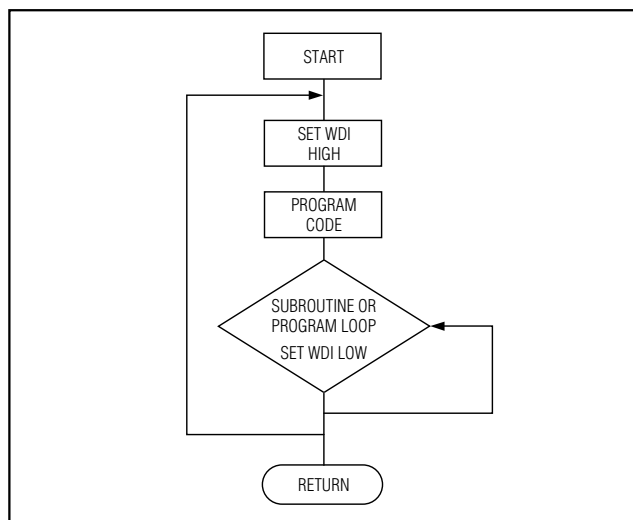 START
SET WDI
HIGH
PROGRAM
CODE
SUBROUTINE OR
PROGRAM LOOP
SET WDI LOW
RETURN